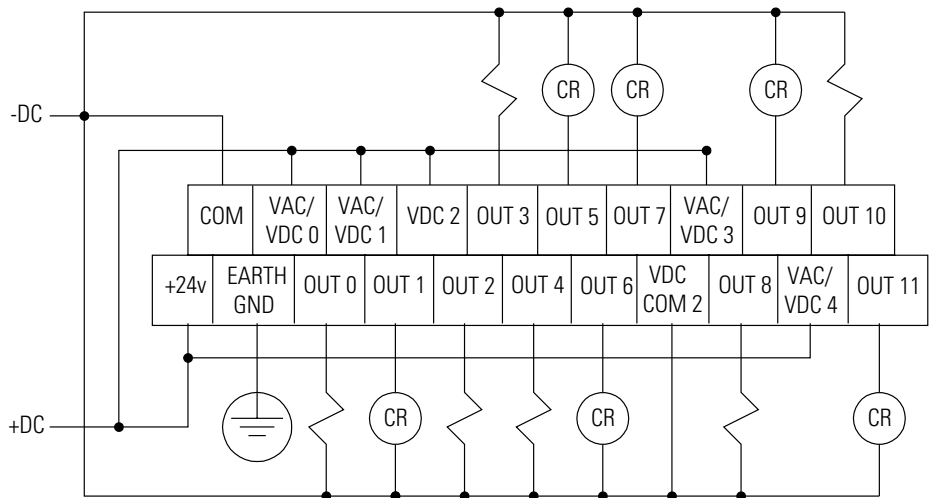 CR CR CR
-DC
COM VAC/ VDC 0 VAC/ VDC 1 VDC 2 OUT 3 OUT 5 OUT 7 VAC/ VDC 3 OUT 9 OUT 10
+24v EARTH GND OUT 0 OUT 1 OUT 2 OUT 4 OUT 6 VDC COM 2 OUT 8 VAC/ VDC 4 OUT 11
+DC
CR CR CR